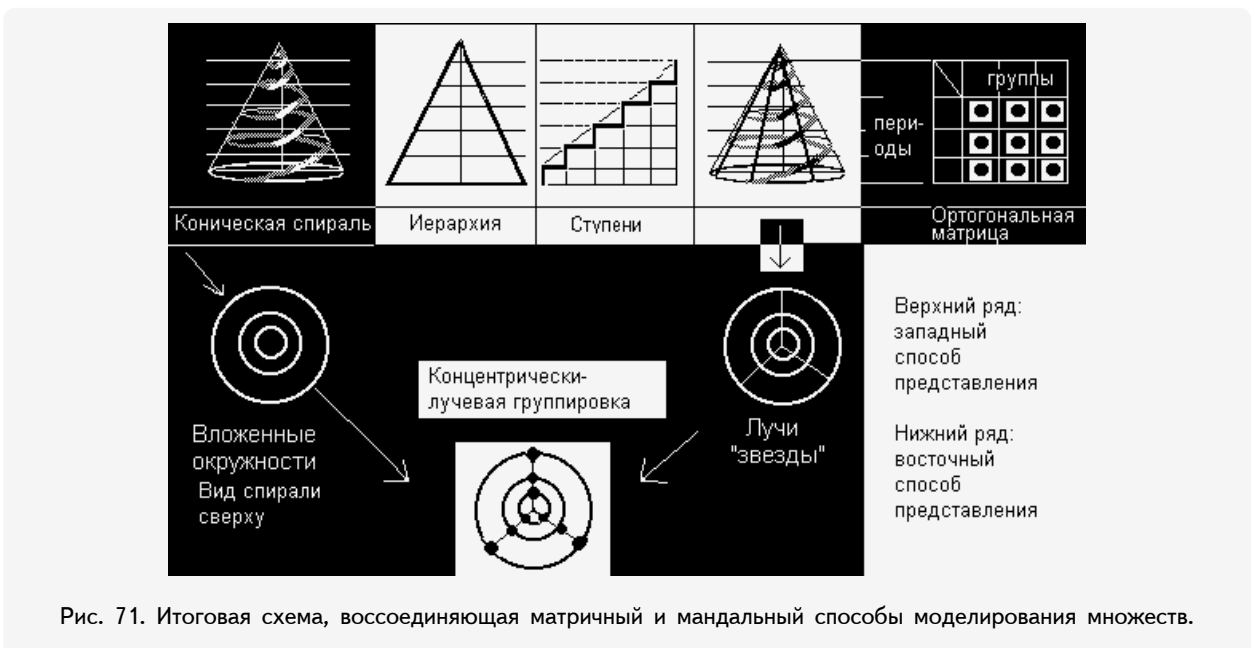 группы
пери-
оды
Коническая спираль
Иерархия
Ступени
Ортогональная
матрица
Верхний ряд:
западный
способ
представления
Концентрически-
лучевая группировка
Вложенные
окружности
Вид спирали
сверху
Лучи
"звезды"
Нижний ряд:
восточный
способ
представления
Рис. 71. Итоговая схема, воссоединяющая матричный и мандальный способы моделирования множеств.